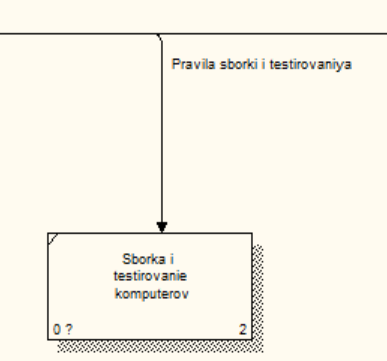 Pravila sborki i testirovaniya
Sborka i
testirovanie
komputerov
0 ?
2